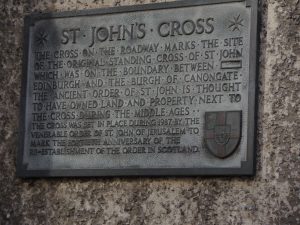 ST JOHN'S CROSS
THE CROSS ON THE ROADWAY MARKS THE SITE
OF THE ORIGINAL STANDING CROSS OF ST JOHN
WHICH WAS ON THE BOUNDARY BETWEEN
EDINBURGH AND THE BURGH OF CANONGATE.
THE ANCIENT ORDER OF ST JOHN IS THOUGHT
TO HAVE OWNED LAND AND PROPERTY NEXT TO
THE CROSS DURING THE MIDDLE AGES
THE CROSS WAS SET IN PLACE DURING 1987 BY THE
VENERABLE ORDER OF ST JOHN OF JERUSALEM TO
MARK THE FORTIETH ANNIVERSARY OF THE
RE-ESTABLISHMENT OF THE ORDER IN SCOTLAND.